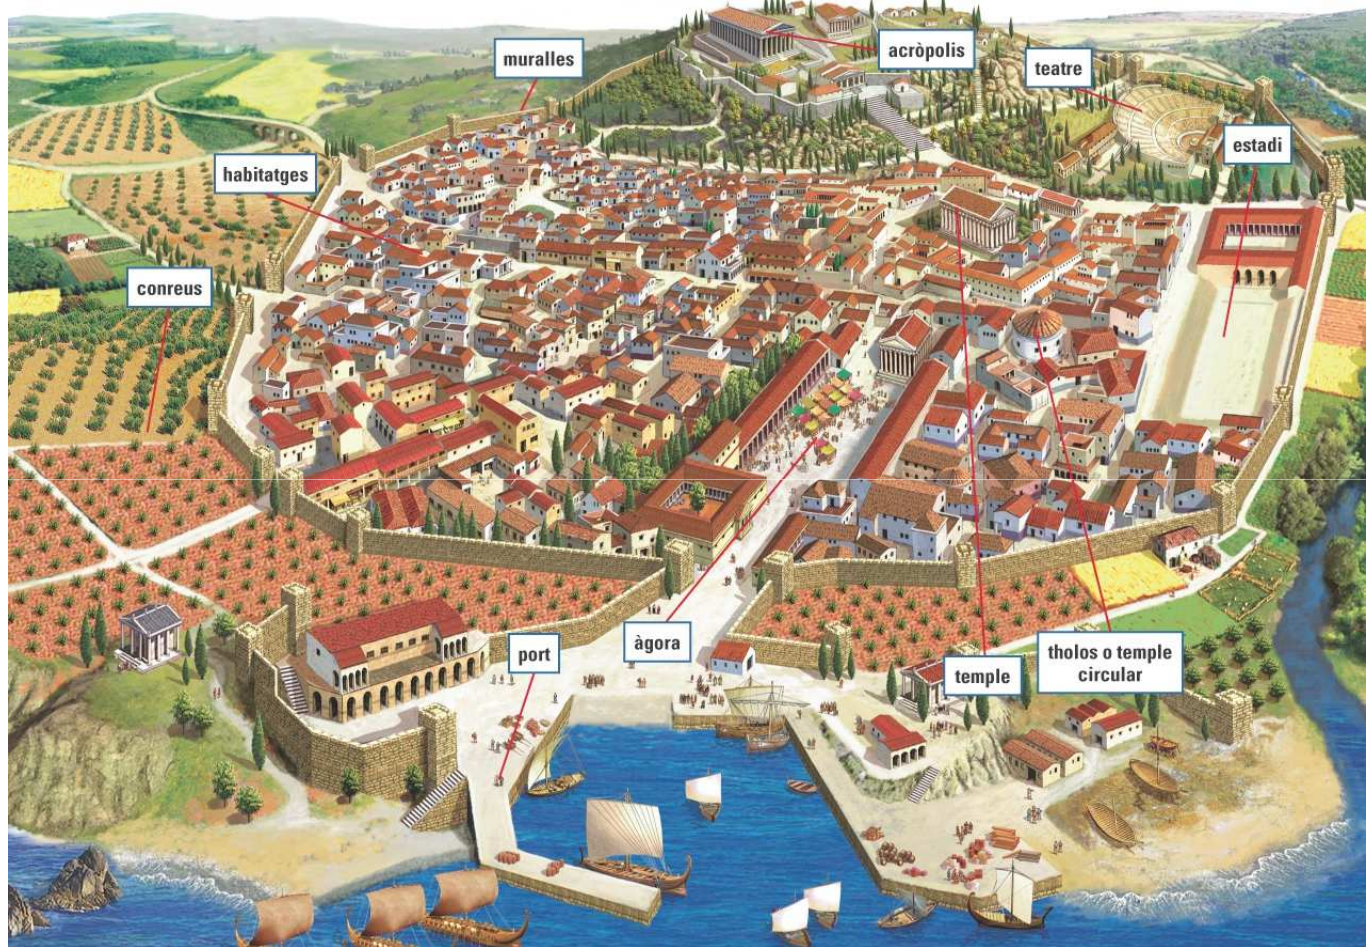 acròpolis
muralles
teatre
estadi
habitatges
conreus
àgora
port
temple
tholos o temple
circular